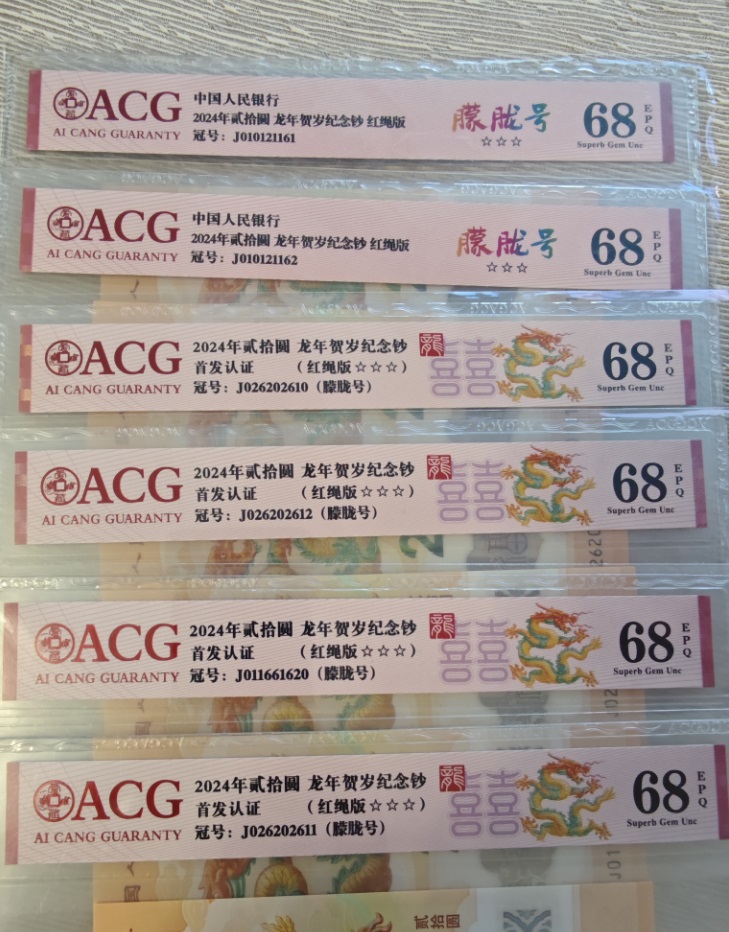 ACG
AI CANG GUARANTY
中国人民银行
2024年贰拾圆 龙年贺岁纪念钞 红绳版
冠号：J010121161
朦胧号
☆☆☆
68
EPQ
Superb Gem Unc
ACG
AI CANG GUARANTY
中国人民银行
2024年贰拾圆 龙年贺岁纪念钞 红绳版
冠号：J010121162
朦胧号
☆☆☆
68
EPQ
Superb Gem Unc
ACG
AI CANG GUARANTY
2024年贰拾圆 龙年贺岁纪念钞
首发认证 （红绳版☆☆☆）
冠号：J026202610（朦胧号）
龍
68
EPQ
Superb Gem Unc
ACG
AI CANG GUARANTY
2024年贰拾圆 龙年贺岁纪念钞
首发认证 （红绳版☆☆☆）
冠号：J026202612（朦胧号）
龍
68
EPQ
Superb Gem Unc
ACG
AI CANG GUARANTY
2024年贰拾圆 龙年贺岁纪念钞
首发认证 （红绳版☆☆☆）
冠号：J011661620（朦胧号）
龍
68
EPQ
Superb Gem Unc
ACG
AI CANG GUARANTY
2024年贰拾圆 龙年贺岁纪念钞
首发认证 （红绳版☆☆☆）
冠号：J026202611（朦胧号）
龍
68
EPQ
Superb Gem Unc
贰拾圆